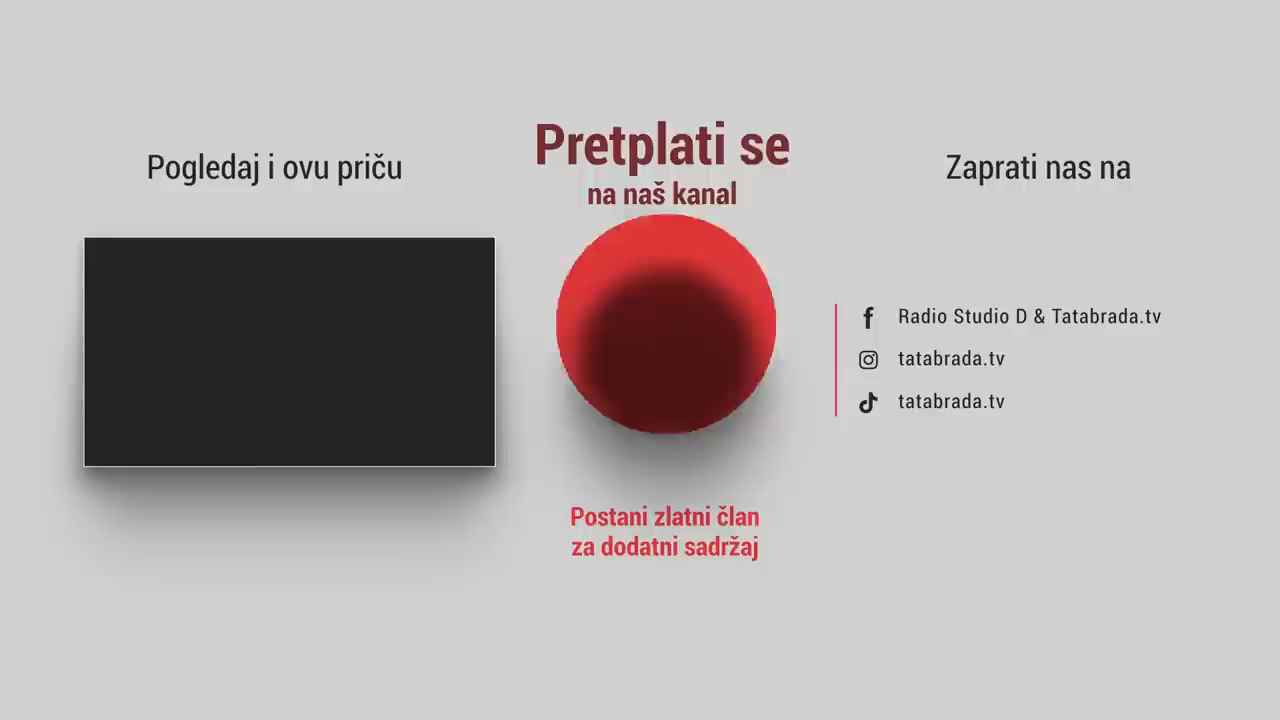 Pogledaj i ovu priču
Pretplati se
na naš kanal
Postani zlatni član
za dodatni sadržaj
Zaprati nas na
Radio Studio D & Tatabrada.tv
tatabrada.tv
tatabrada.tv